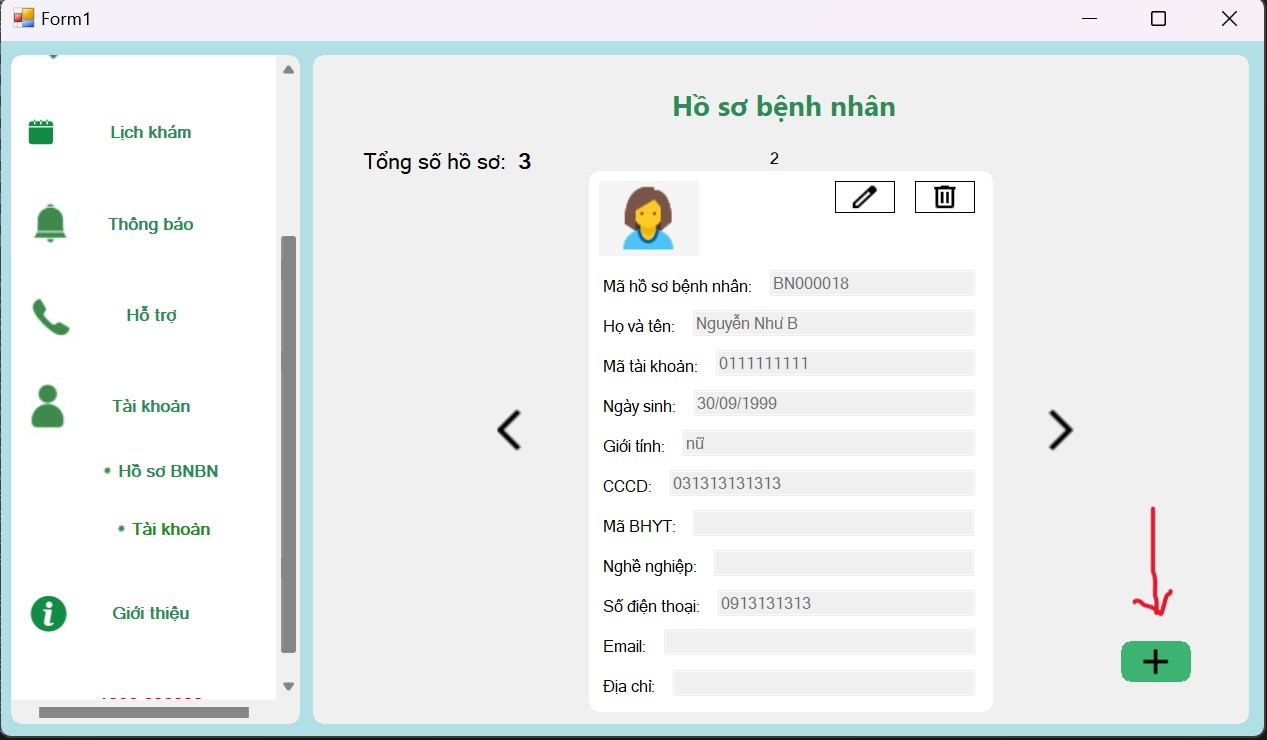 Form1
Lịch khám
Thông báo
Hỗ trợ
Tài khoản
• Hồ sơ BNBN
• Tài khoản
Giới thiệu
Hồ sơ bệnh nhân
Tổng số hồ sơ: 3
2
Mã hồ sơ bệnh nhân: BN000018
Họ và tên: Nguyễn Như B
Mã tài khoản: 0111111111
Ngày sinh: 30/09/1999
Giới tính: nữ
CCCD: 031313131313
Mã BHYT:
Nghề nghiệp:
Số điện thoại: 0913131313
Email:
Địa chỉ: